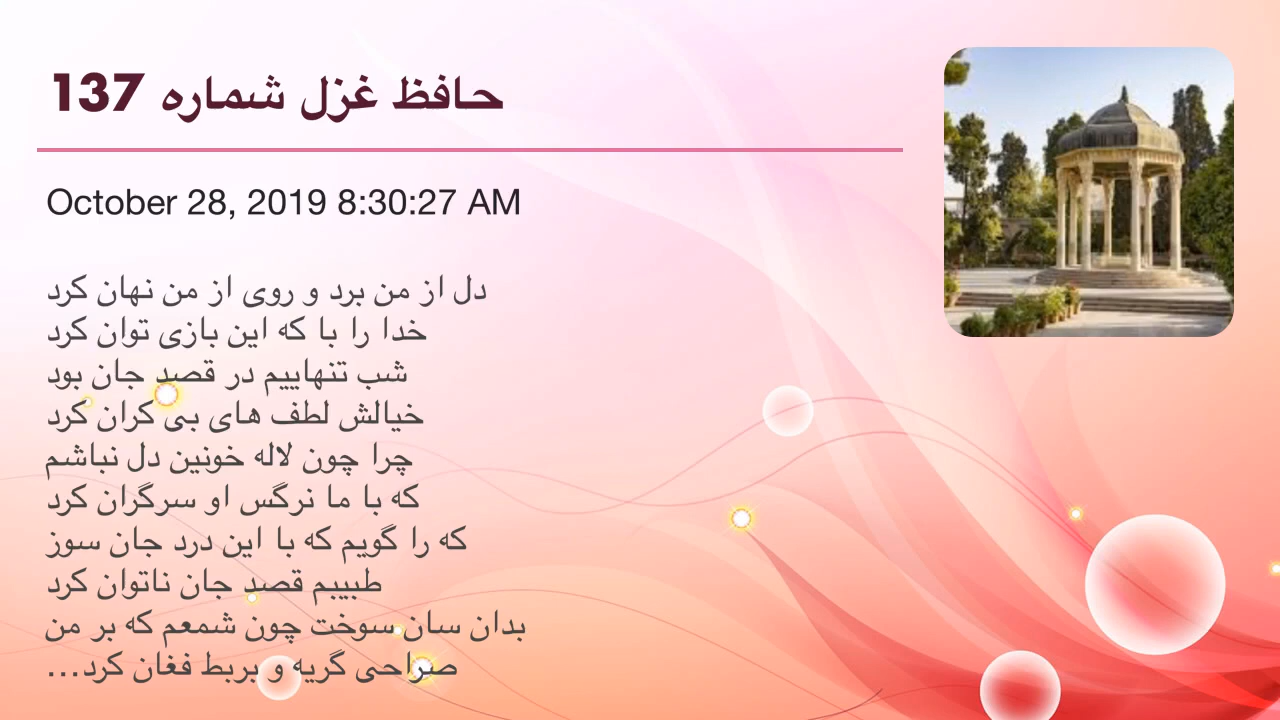 حافظ غزل شماره 137
October 28, 2019 8:30:27 AM
دل از من برد و روی از من نهان کرد
خدا را با که این بازی توان کرد
شب تنهاییم در قصد جان بود
خیالش لطف های بی کران کرد
چرا چون لاله خونین دل نباشم
که با ما نرگس او سرگران کرد
که را گویم که با این درد جان سوز
طبیبم قصد جان ناتوان کرد
بدان سان سوخت چون شمعم که بر من
صراحی گریه و بربط فغان کرد...